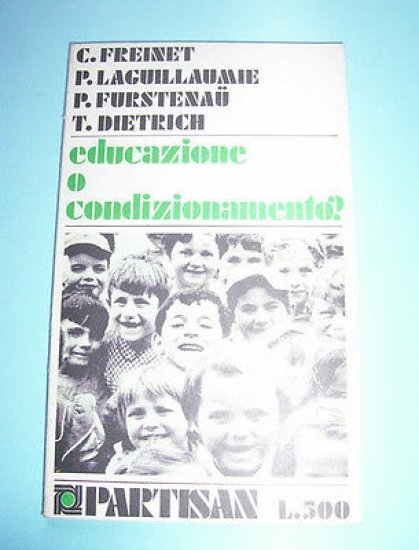 C. FREINET
P. LAGUILLAUMIE
P. FURSTENAÜ
T. DIETRICH
educazione
o
condizionamento?
PARTISAN L.500